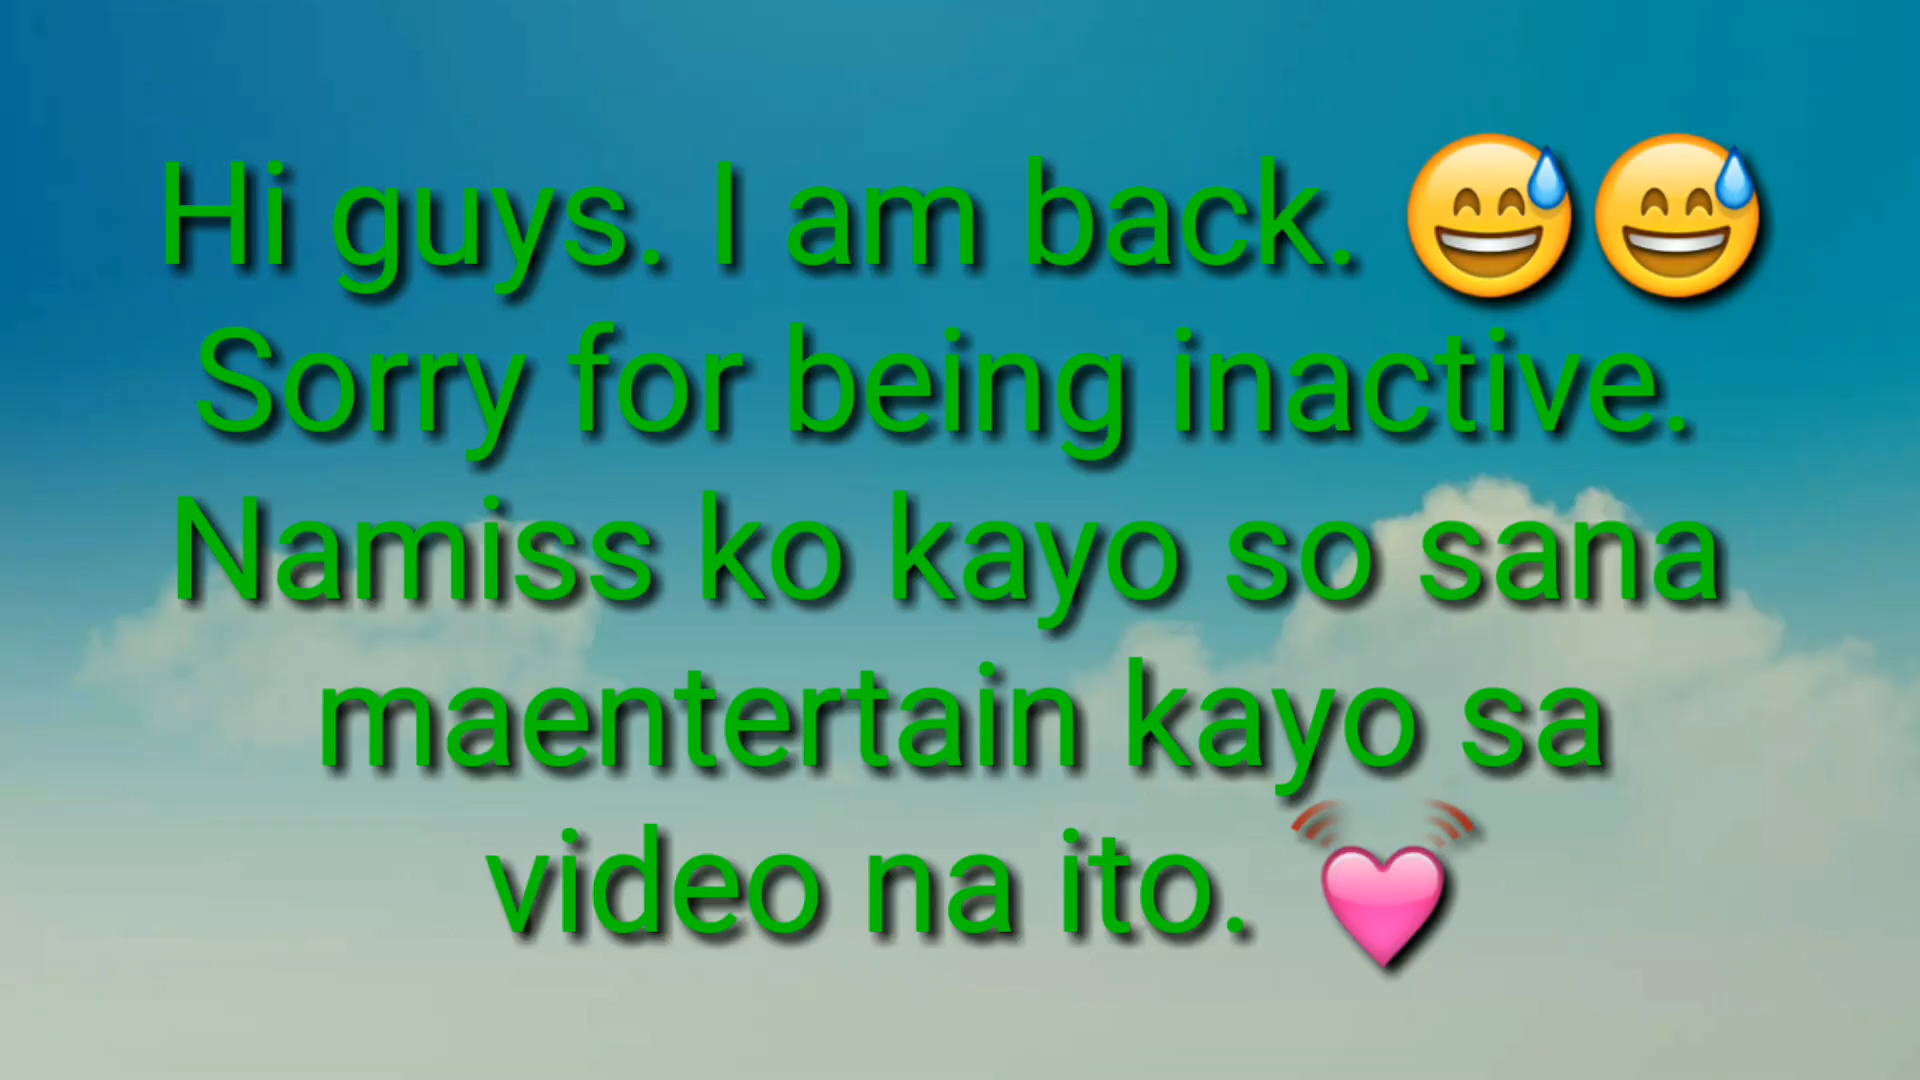 Hi guys. I am back. 😅😅
Sorry for being inactive.
Namiss ko kayo so sana
maentertain kayo sa
video na ito. 💓